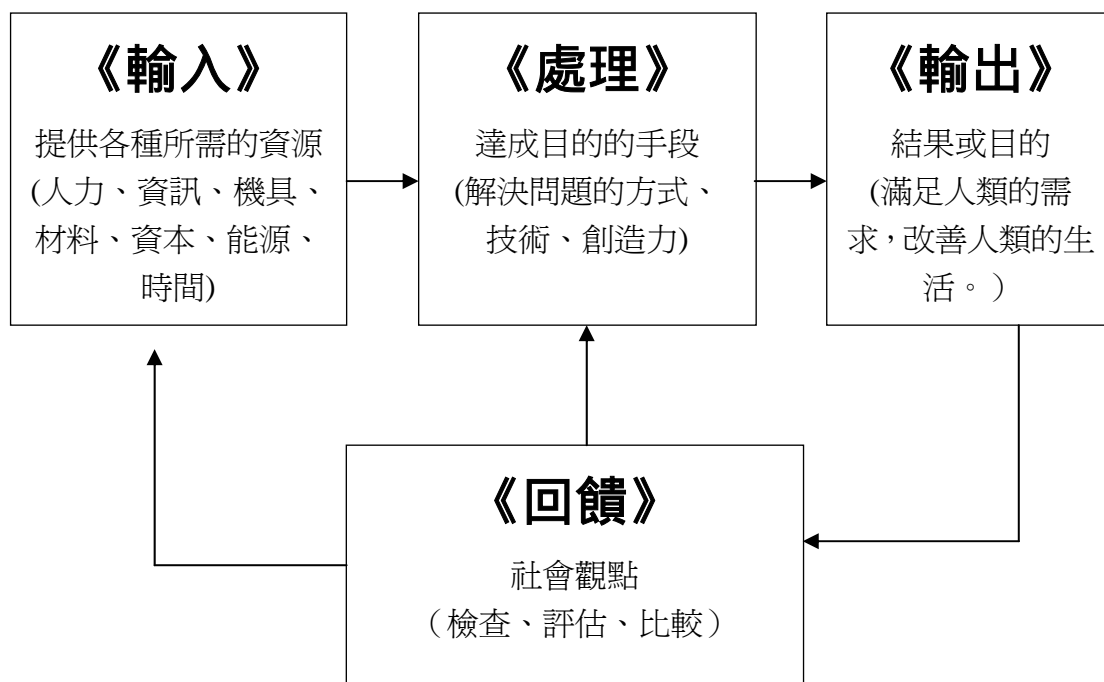 《輸入》
提供各種所需的資源
(人力、資訊、機具、
材料、資本、能源、
時間)
《處理》
達成目的的手段
(解決問題的方式、
技術、創造力)
《輸出》
結果或目的
(滿足人類的需
求，改善人類的生
活。）
《回饋》
社會觀點
（檢查、評估、比較）